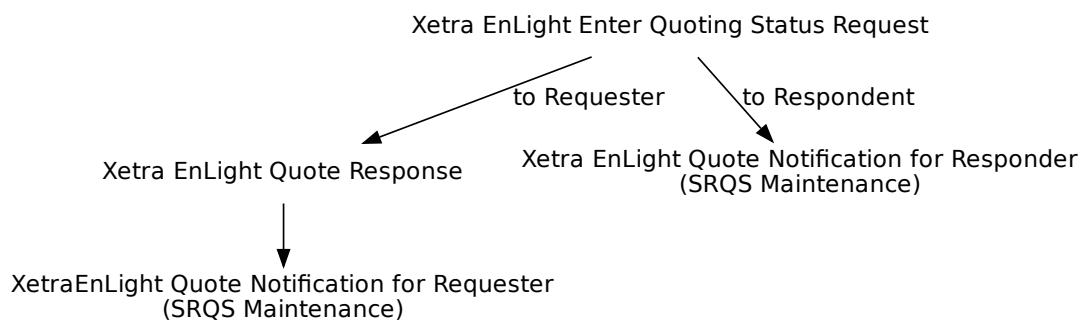 Xetra EnLight Enter Quoting Status Request
to Requester
to Respondent
Xetra EnLight Quote Response
Xetra EnLight Quote Notification for Responder
(SRQS Maintenance)
XetraEnLight Quote Notification for Requester
(SRQS Maintenance)